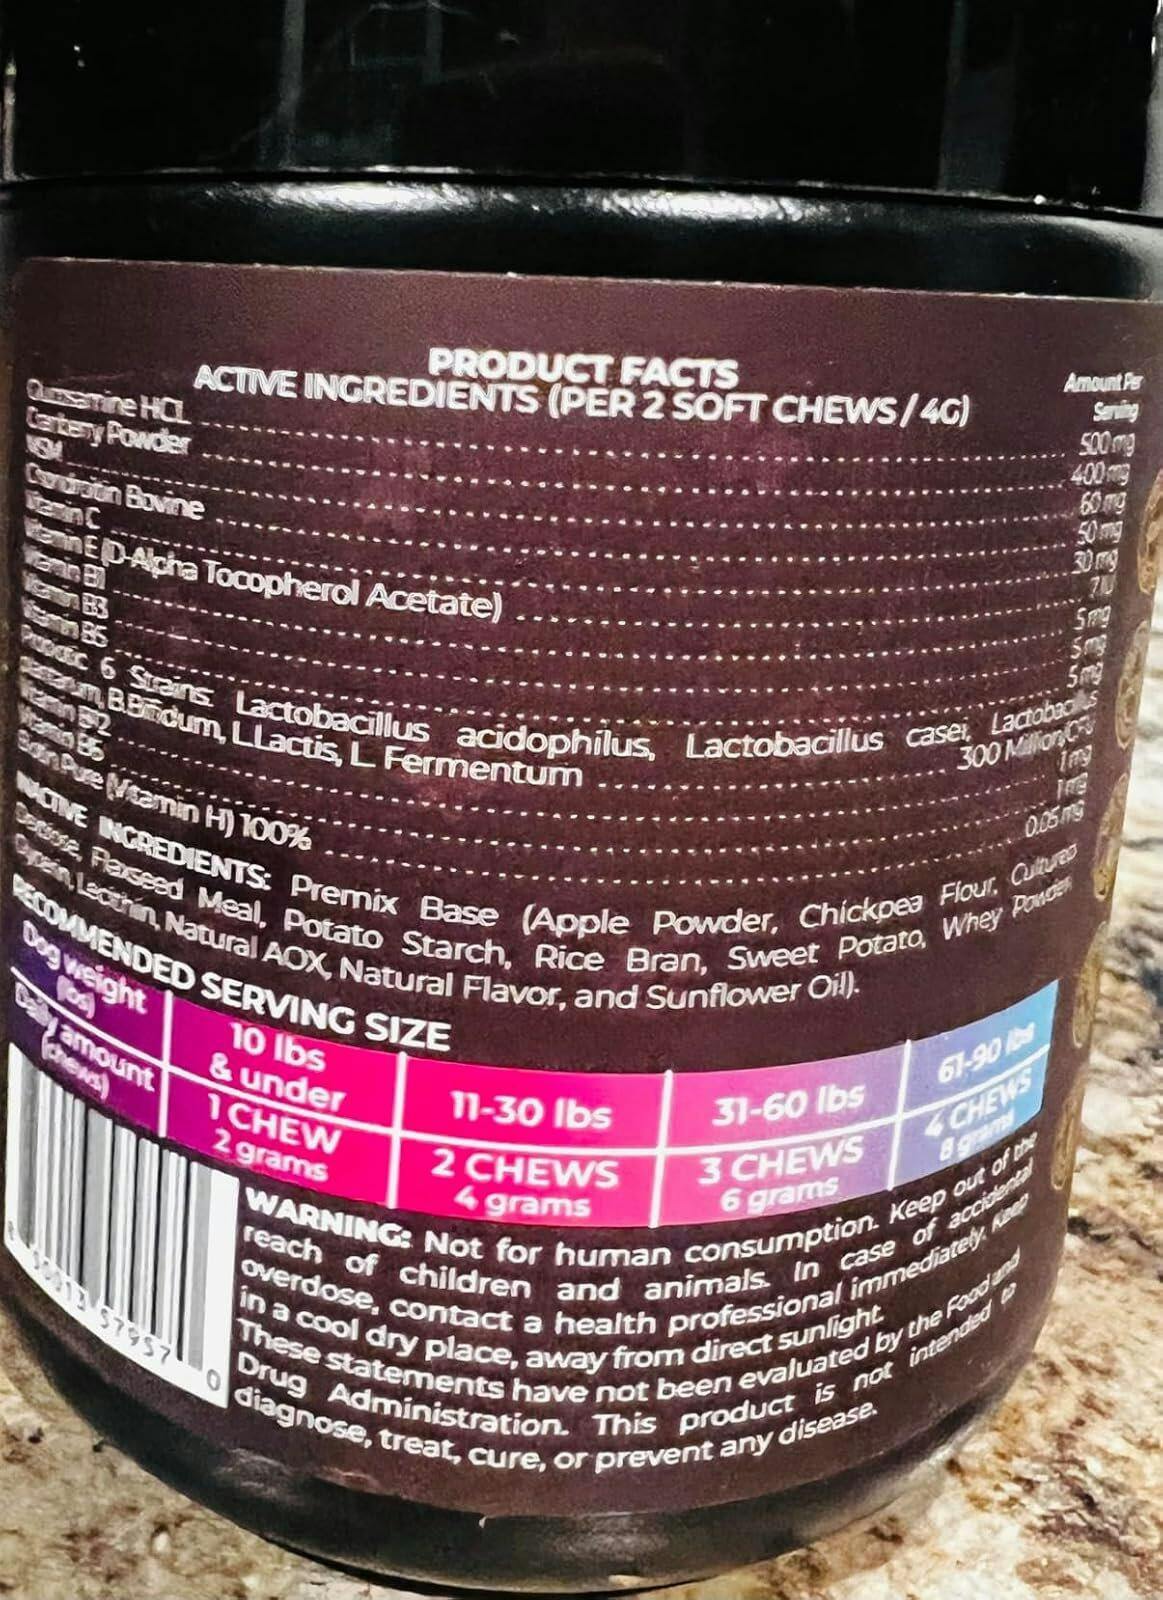 PRODUCT FACTS
ACTIVE INGREDIENTS (PER 2 SOFT CHEWS / 4G)
Amount Per
Serving
Glucosamine HCL 500 mg
Powder 400 mg
MSM 60 mg
Chondroitin Bovine 50 mg
Vitamin C 30 mg
Vitamin E (D-Alpha Tocopherol Acetate) 7 IU
Vitamin B1 5 mg
Vitamin B3 5 mg
Vitamin B5 5 mg
Probiotic 6 Strains: Lactobacillus acidophilus, Lactobacillus casei, Lactobacillus
B.Bifidum, L.Lactis, L. Fermentum 300 Million/CFU
Vitamin B12 1 mg
Vitamin B6 1 mg
Biotin Pure (Vitamin H) 100% 0.05 mg
INACTIVE INGREDIENTS: Premix Base (Apple Powder, Chickpea Flour, Cultured
Dextrose, Flaxseed Meal, Potato Starch, Rice Bran, Sweet Potato, Whey Powder,
Glycerin, Lecithin, Natural AOX, Natural Flavor, and Sunflower Oil).
RECOMMENDED SERVING SIZE
Dog weight
(lbs)
10 lbs
& under
11-30 lbs
31-60 lbs
61-90 lbs
Daily amount
(chews)
1 CHEW
2 grams
2 CHEWS
4 grams
3 CHEWS
6 grams
4 CHEWS
8 grams
WARNING: Not for human consumption. Keep out of the
reach of children and animals. In case of accidental
overdose, contact a health professional immediately. Keep
in a cool dry place, away from direct sunlight.
These statements have not been evaluated by the Food and
Drug Administration. This product is not intended to
diagnose, treat, cure, or prevent any disease.
57957 0